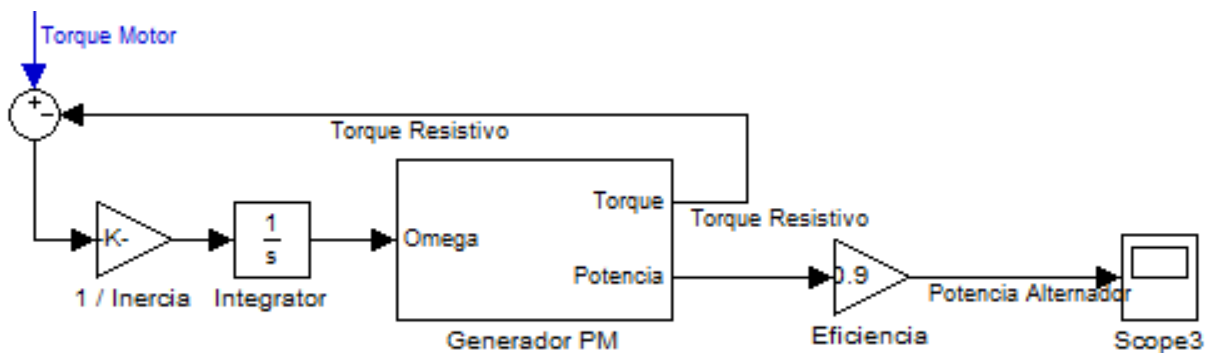 Torque Motor
+
-
Torque Resistivo
Torque
Torque Resistivo
-K-
1
s
Omega
Potencia
0.9
Potencia Alternador
1 / Inercia
Integrator
Generador PM
Eficiencia
Scope3